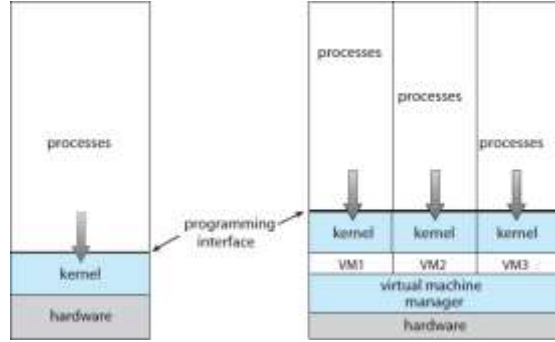 processes
programming
interface
kernel
hardware
processes
processes
processes
kernel
kernel
kernel
VM1
VM2
VM3
virtual machine
manager
hardware